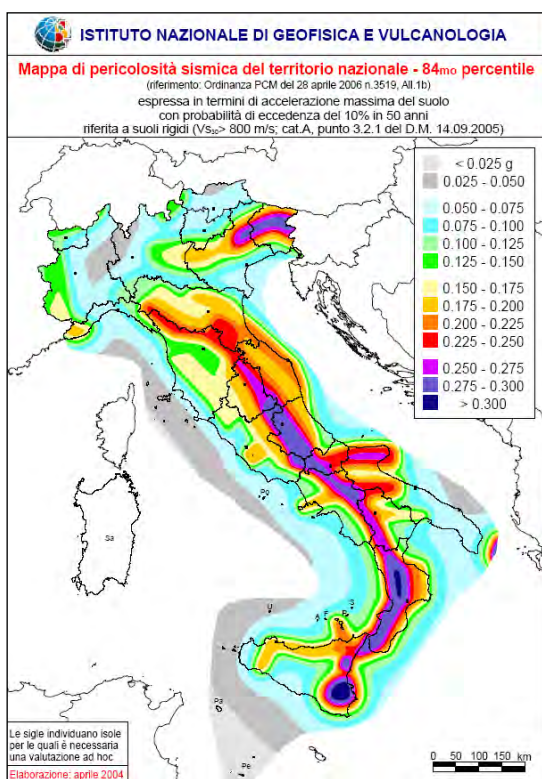 ISTITUTO NAZIONALE DI GEOFISICA E VULCANOLOGIA
Mappa di pericolosità sismica del territorio nazionale - 84mo percentile
(riferimento: Ordinanza PCM del 28 aprile 2006 n.3519, All.1b)
espressa in termini di accelerazione massima del suolo
con probabilità di eccedenza del 10% in 50 anni
riferita a suoli rigidi (Vs30> 800 m/s; cat.A, punto 3.2.1 del D.M. 14.09.2005)
< 0.025 g
0.025 - 0.050
0.050 - 0.075
0.075 - 0.100
0.100 - 0.125
0.125 - 0.150
0.150 - 0.175
0.175 - 0.200
0.200 - 0.225
0.225 - 0.250
0.250 - 0.275
0.275 - 0.300
> 0.300
Po
Sa
U
A
F
P
S
Pa
Pe
Le sigle individuano isole
per le quali è necessaria
una valutazione ad hoc
Elaborazione: aprile 2004
0 50 100 150 km